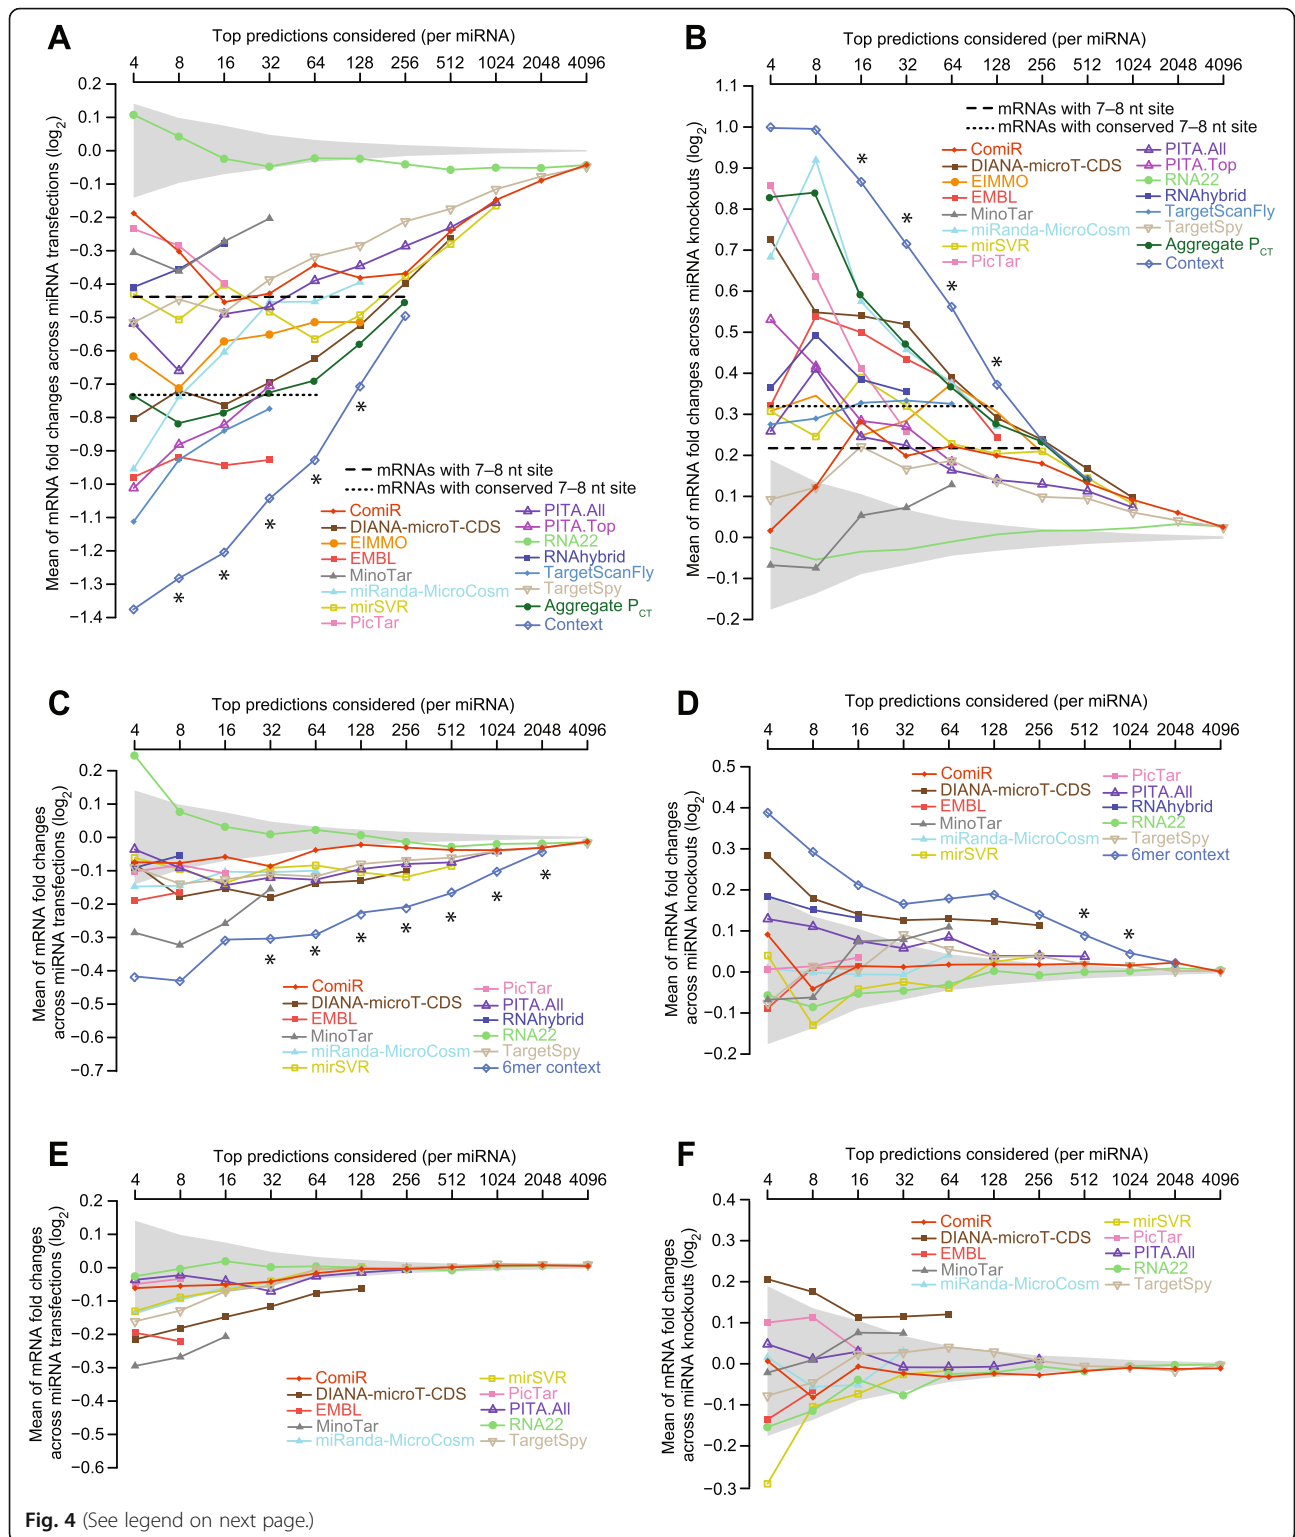 A
Top predictions considered (per miRNA)
4 8 16 32 64 128 256 512 1024 2048 4096
Mean of mRNA fold changes across miRNA transfections (log2)
0.2
0.1
0.0
−0.2
−0.3
−0.4
−0.5
−0.6
−0.7
−0.8
−0.9
−1.0
−1.1
−1.2
−1.3
−1.4
* * * * * *
mRNAs with 7–8 nt site
mRNAs with conserved 7–8 nt site
ComiR
DIANA-microT-CDS
EIMMO
EMBL
MinoTar
miRanda-MicroCosm
mirSVR
PicTar
PITA.All
PITA.Top
RNA22
RNAhybrid
TargetScanFly
TargetSpy
Aggregate PCT
Context
B
Top predictions considered (per miRNA)
4 8 16 32 64 128 256 512 1024 2048 4096
Mean of mRNA fold changes across miRNA knockouts (log2)
1.1
1.0
0.9
0.8
0.7
0.6
0.5
0.4
0.3
0.2
0.1
0.0
−0.1
−0.2
* * * *
mRNAs with 7–8 nt site
mRNAs with conserved 7–8 nt site
ComiR
DIANA-microT-CDS
EIMMO
EMBL
MinoTar
miRanda-MicroCosm
mirSVR
PicTar
PITA.All
PITA.Top
RNA22
RNAhybrid
TargetScanFly
TargetSpy
Aggregate PCT
Context
C
Top predictions considered (per miRNA)
4 8 16 32 64 128 256 512 1024 2048 4096
Mean of mRNA fold changes
across miRNA transfections (log2)
0.2
0.1
0.0
−0.1
−0.2
−0.3
−0.4
−0.5
−0.6
−0.7
* * * * * * *
ComiR
DIANA-microT-CDS
EMBL
MinoTar
miRanda-MicroCosm
mirSVR
PicTar
PITA.All
RNAhybrid
RNA22
TargetSpy
6mer context
D
Top predictions considered (per miRNA)
4 8 16 32 64 128 256 512 1024 2048 4096
Mean of mRNA fold changes
across miRNA knockouts (log2)
0.5
0.4
0.3
0.2
0.1
0.0
−0.1
−0.2
* *
ComiR
DIANA-microT-CDS
EMBL
MinoTar
miRanda-MicroCosm
mirSVR
PicTar
PITA.All
RNAhybrid
RNA22
TargetSpy
6mer context
E
Top predictions considered (per miRNA)
4 8 16 32 64 128 256 512 1024 2048 4096
Mean of mRNA fold changes
across miRNA transfections (log2)
0.2
0.1
0.0
−0.1
−0.2
−0.3
−0.4
−0.5
−0.6
ComiR
DIANA-microT-CDS
EMBL
MinoTar
miRanda-MicroCosm
mirSVR
PicTar
PITA.All
RNA22
TargetSpy
F
Top predictions considered (per miRNA)
4 8 16 32 64 128 256 512 1024 2048 4096
Mean of mRNA fold changes
across miRNA knockouts (log2)
0.4
0.3
0.2
0.1
0.0
−0.1
−0.2
−0.3
ComiR
DIANA-microT-CDS
EMBL
MinoTar
miRanda-MicroCosm
mirSVR
PicTar
PITA.All
RNA22
TargetSpy
Fig. 4 (See legend on next page.)